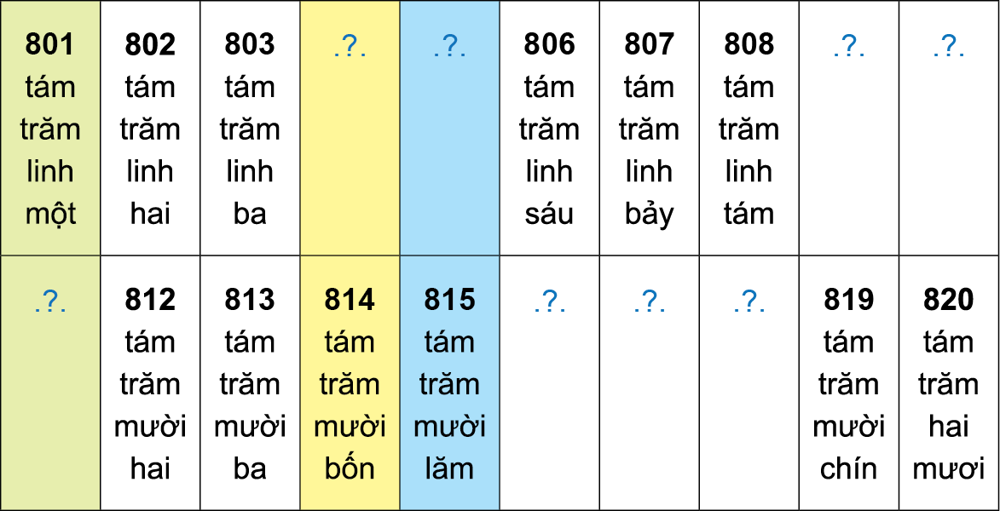 801 802 803 .?. .?. 806 807 808 .?. .?.
tám tám tám tám tám tám
trăm trăm trăm trăm trăm trăm
linh linh linh linh linh linh
một hai ba sáu bảy tám
.?. 812 813 814 815 .?. .?. .?. 819 820
tám tám tám tám tám tám
trăm trăm trăm trăm trăm trăm
mười mười mười mười mười hai
hai ba bốn lăm chín mươi